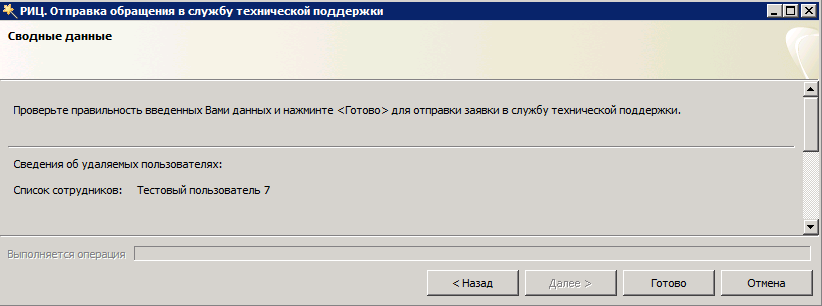 РИЦ. Отправка обращения в службу технической поддержки
Сводные данные
Проверьте правильность введенных Вами данных и нажминте <Готово> для отправки заявки в службу технической поддержки.
Сведения об удаляемых пользователях:
Список сотрудников: Тестовый пользователь 7
Выполняется операция
< Назад Далее > Готово Отмена